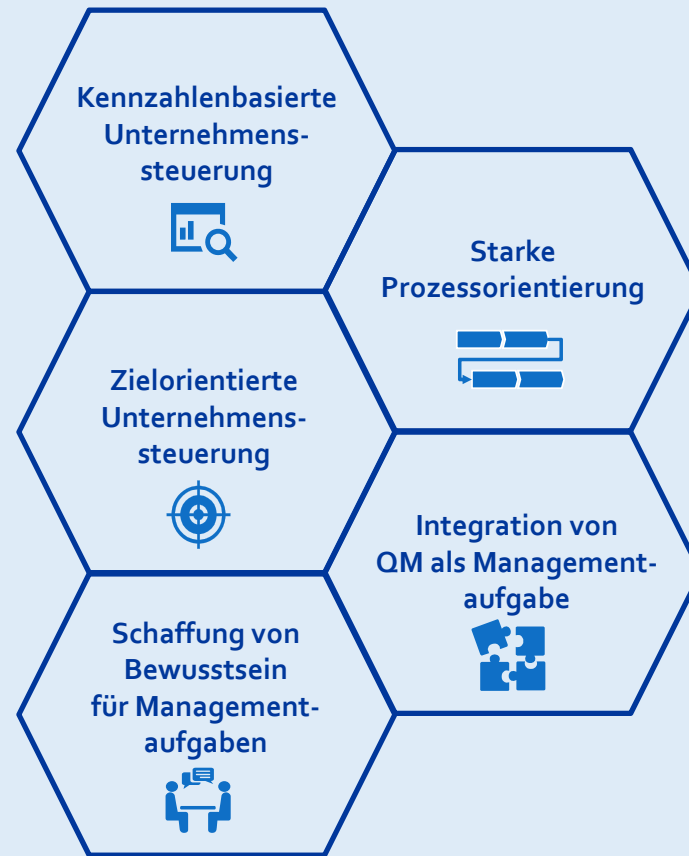 Kennzahlenbasierte
Unternehmens-
steuerung
Starke
Prozessorientierung
Zielorientierte
Unternehmens-
steuerung
Integration von
QM als Management-
aufgabe
Schaffung von
Bewusstsein
für Management-
aufgaben